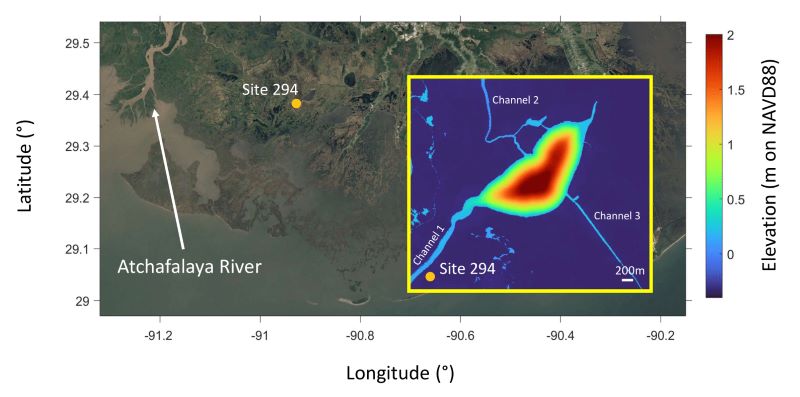 29.5
29.4
29.3
29.2
29.1
29
Latitude (°)
-91.2
-91
-90.8
-90.6
-90.4
-90.2
Longitude (°)
Site 294
Atchafalaya River
Channel 2
Channel 1
Channel 3
Site 294
200m
2
1.5
1
0.5
0
Elevation (m on NAVD88)